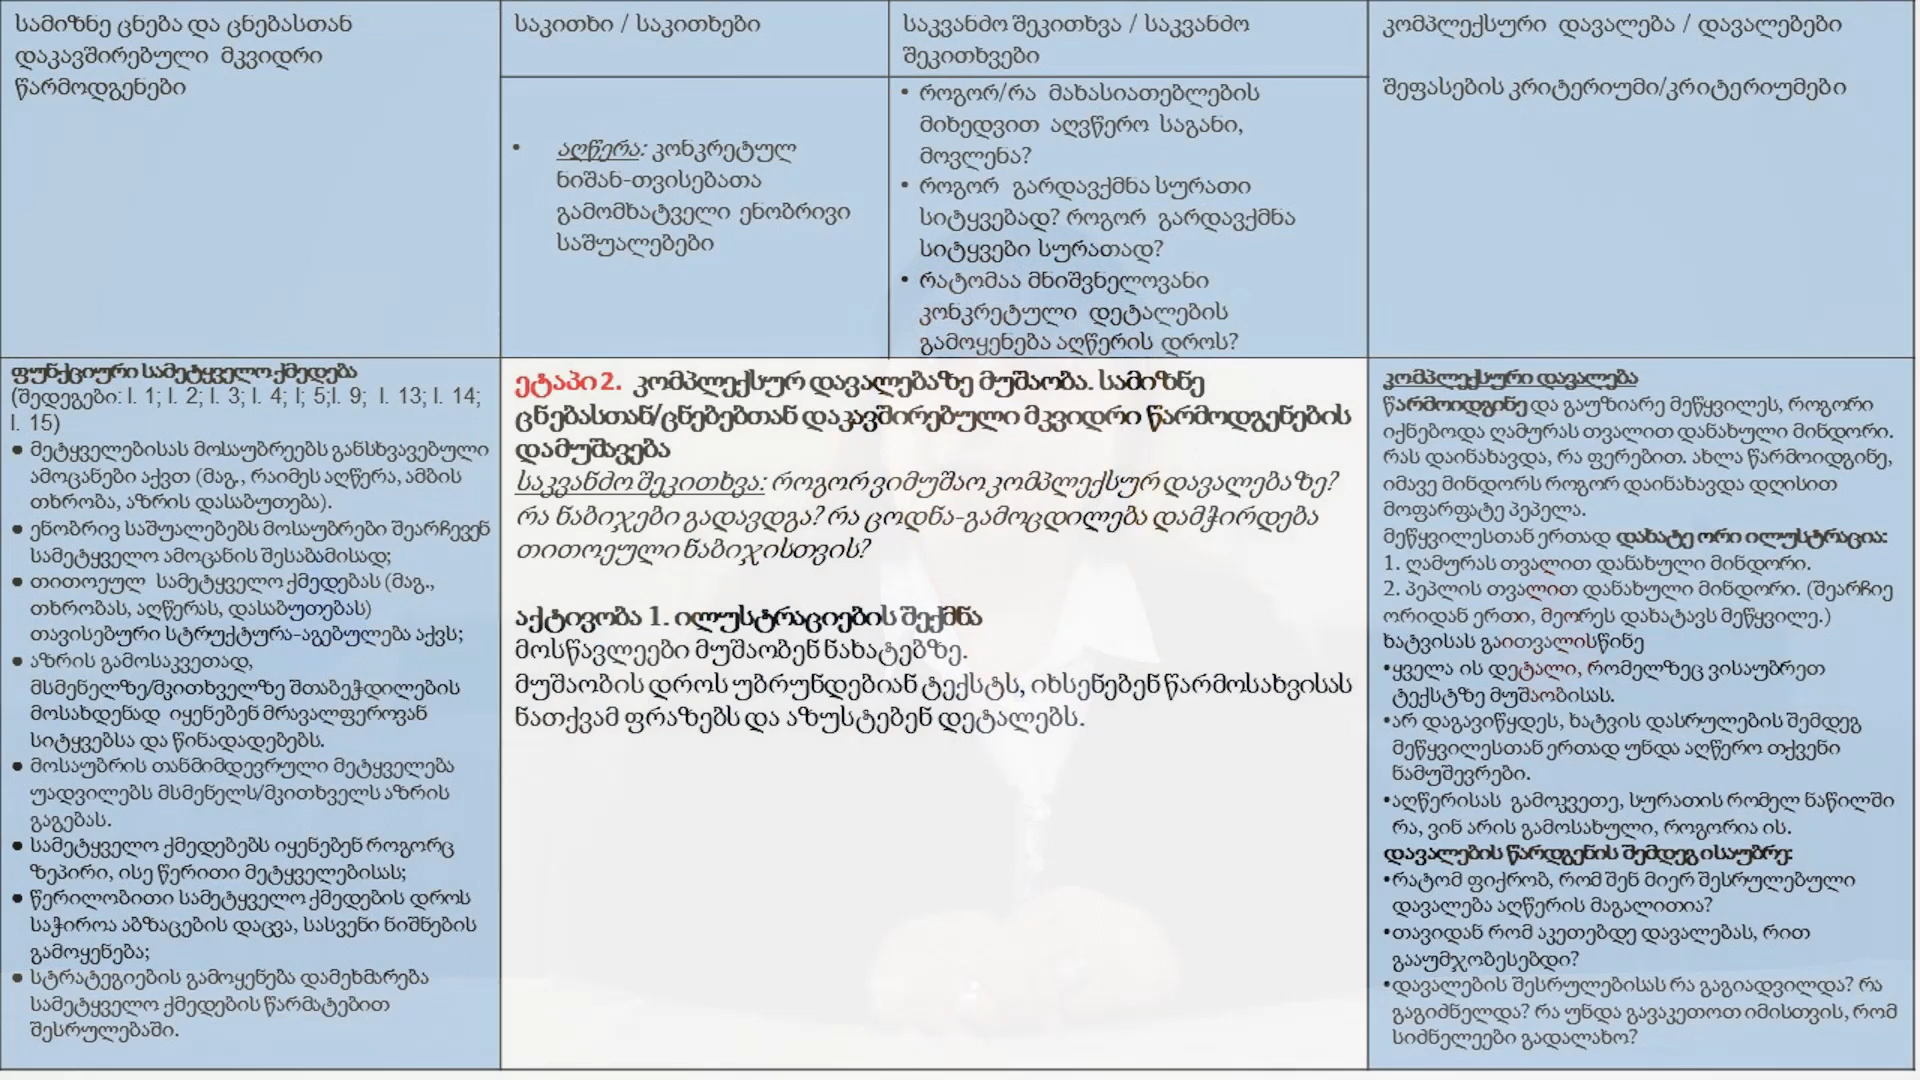 სამიზნე ცნება და ცნებასთან
დაკავშირებული მკვიდრი
წარმოდგენები
საკითხი / საკითხები
საკვანძო შეკითხვა / საკვანძო
შეკითხვები
კომპლექსური დავალება / დავალებები
შეფასების კრიტერიუმი/კრიტერიუმები
• აღწერა: კონკრეტულ
ნიშან-თვისებათა
გამომხატველი ენობრივი
საშუალებები
• როგორ/რა მახასიათებლების
მიხედვით აღვწერო საგანი,
მოვლენა?
• როგორ გარდავქმნა სურათი
სიტყვებად? როგორ გარდავქმნა
სიტყვები სურათად?
• რატომაა მნიშვნელოვანი
კონკრეტული დეტალების
გამოყენება აღწერის დროს?
ფუნქციური სამეტყველო ქმედება
(შედეგები: I. 1; I. 2; I. 3; I. 4; I; 5;I. 9; I. 13; I. 14;
I. 15)
● მეტყველებისას მოსაუბრეებს განსხვავებული
ამოცანები აქვთ (მაგ., რაიმეს აღწერა, ამბის
თხრობა, აზრის დასაბუთება).
● ენობრივ საშუალებებს მოსაუბრები შეარჩევენ
სამეტყველო ამოცანის შესაბამისად;
● თითოეულ სამეტყველო ქმედებას (მაგ.,
თხრობას, აღწერას, დასაბუთებას)
თავისებური სტრუქტურა-აგებულება აქვს;
● აზრის გამოსაკვეთად,
მსმენელზე/მკითხველზე შთაბეჭდილების
მოსახდენად იყენებენ მრავალფეროვან
სიტყვებსა და წინადადებებს.
● მოსაუბრის თანმიმდევრული მეტყველება
უადვილებს მსმენელს/მკითხველს აზრის
გაგებას.
● სამეტყველო ქმედებებს იყენებენ როგორც
ზეპირი, ისე წერითი მეტყველებისას;
● წერილობითი სამეტყველო ქმედების დროს
საჭიროა აბზაცების დაცვა, სასვენი ნიშნების
გამოყენება;
● სტრატეგიების გამოყენება დამეხმარება
სამეტყველო ქმედების წარმატებით
შესრულებაში.
ეტაპი 2. კომპლექსურ დავალებაზე მუშაობა. სამიზნე
ცნებასთან/ცნებებთან დაკავშირებული მკვიდრი წარმოდგენების
დამუშავება
საკვანძო შეკითხვა: როგორ ვიმუშაო კომპლექსურ დავალებაზე?
რა ნაბიჯები გადავდგა? რა ცოდნა-გამოცდილება დამჭირდება
თითოეული ნაბიჯისთვის?
აქტივობა 1. ილუსტრაციების შექმნა
მოსწავლეები მუშაობენ ნახატებზე.
მუშაობის დროს უბრუნდებიან ტექსტს, იხსენებენ წარმოსახვისას
ნათქვამ ფრაზებს და აზუსტებენ დეტალებს.
კომპლექსური დავალება
წარმოიდგინე და გაუზიარე მეწყვილეს, როგორი
იქნებოდა ღამურას თვალით დანახული მინდორი.
რას დაინახავდა, რა ფერებით. ახლა წარმოიდგინე,
იმავე მინდორს როგორ დაინახავდა დღისით
მოფარფატე პეპელა.
მეწყვილესთან ერთად დახატე ორი ილუსტრაცია:
1. ღამურას თვალით დანახული მინდორი.
2. პეპლის თვალით დანახული მინდორი. (შეარჩიე
ორიდან ერთი, მეორეს დახატავს მეწყვილე.)
ხატვისას გაითვალისწინე
•ყველა ის დეტალი, რომელზეც ვისაუბრეთ
ტექსტზე მუშაობისას.
•არ დაგავიწყდეს, ხატვის დასრულების შემდეგ
მეწყვილესთან ერთად უნდა აღწერო თქვენი
ნამუშევრები.
•აღწერისას გამოკვეთე, სურათის რომელ ნაწილში
რა, ვინ არის გამოსახული, როგორია ის.
დავალების წარდგენის შემდეგ ისაუბრე:
•რატომ ფიქრობ, რომ შენ მიერ შესრულებული
დავალება აღწერის მაგალითია?
•თავიდან რომ აკეთებდე დავალებას, რით
გააუმჯობესებდი?
•დავალების შესრულებისას რა გაგიადვილდა? რა
გაგიძნელდა? რა უნდა გავაკეთოთ იმისთვის, რომ
სიძნელეები გადალახო?